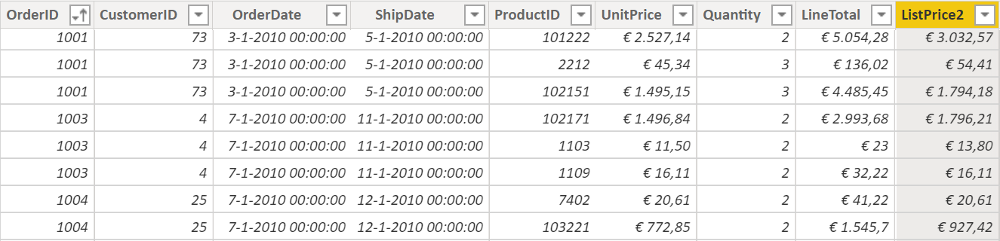 OrderID CustomerID OrderDate ShipDate ProductID UnitPrice Quantity LineTotal ListPrice2
1001 73 3-1-2010 00:00:00 5-1-2010 00:00:00 101222 € 2.527,14 2 € 5.054,28 € 3.032,57
1001 73 3-1-2010 00:00:00 5-1-2010 00:00:00 2212 € 45,34 3 € 136,02 € 54,41
1001 73 3-1-2010 00:00:00 5-1-2010 00:00:00 102151 € 1.495,15 3 € 4.485,45 € 1.794,18
1003 4 7-1-2010 00:00:00 11-1-2010 00:00:00 102171 € 1.496,84 2 € 2.993,68 € 1.796,21
1003 4 7-1-2010 00:00:00 11-1-2010 00:00:00 1103 € 11,50 2 € 23 € 13,80
1003 4 7-1-2010 00:00:00 11-1-2010 00:00:00 1109 € 16,11 2 € 32,22 € 16,11
1004 25 7-1-2010 00:00:00 12-1-2010 00:00:00 7402 € 20,61 2 € 41,22 € 20,61
1004 25 7-1-2010 00:00:00 12-1-2010 00:00:00 103221 € 772,85 2 € 1.545,7 € 927,42